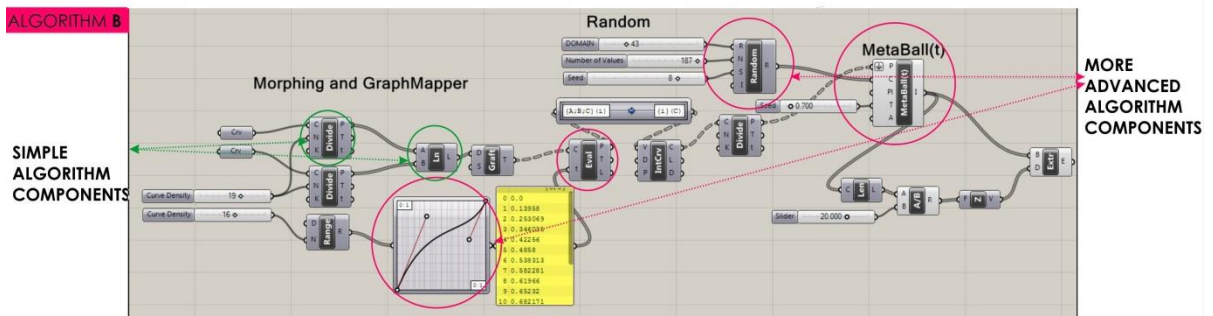 ALGORITHM B
Random
DOMAIN 43
Number of Values 187
Seed 8
R
N
S
I
Random
R
MetaBall(t)
P
C
Pl
T
A
MetaBall(t)
I
MORE
ADVANCED
ALGORITHM
COMPONENTS
Seed 0.700
Morphing and GraphMapper
{A;B;C}(i)
{i}(C)
Crv
Crv
C
N
K
Divide
P
T
t
C
N
K
Divide
P
T
t
A
B
Ln
L
D
S
Graft
T
Eval
IntCrv
Divide
SIMPLE
ALGORITHM
COMPONENTS
Curve Density 19
Curve Density 16
D
N
Range
R
0:1
0:1
0 0.0
1 0.13958
2 0.253069
4 0.42256
5 0.4858
6 0.538313
7 0.582281
8 0.61966
9 0.65232
10 0.682171
C
Len
L
A
B
A/B
R
F
Z
V
B
D
Extr
E
Slider 20.000